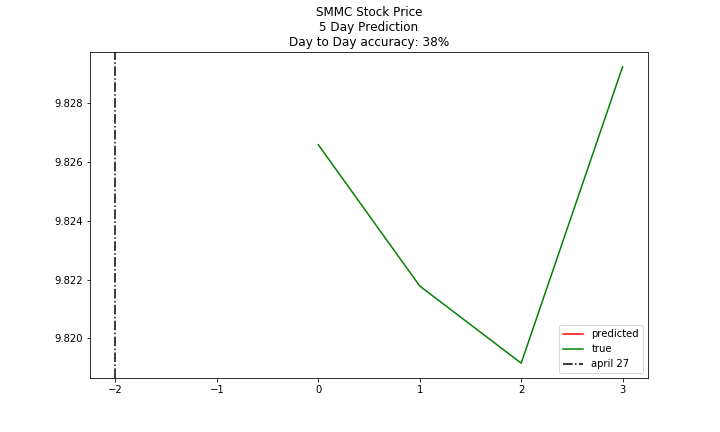 SMMC Stock Price
5 Day Prediction
Day to Day accuracy: 38%
9.828
9.826
9.824
9.822
9.820
predicted
true
april 27
−2
−1
0
1
2
3